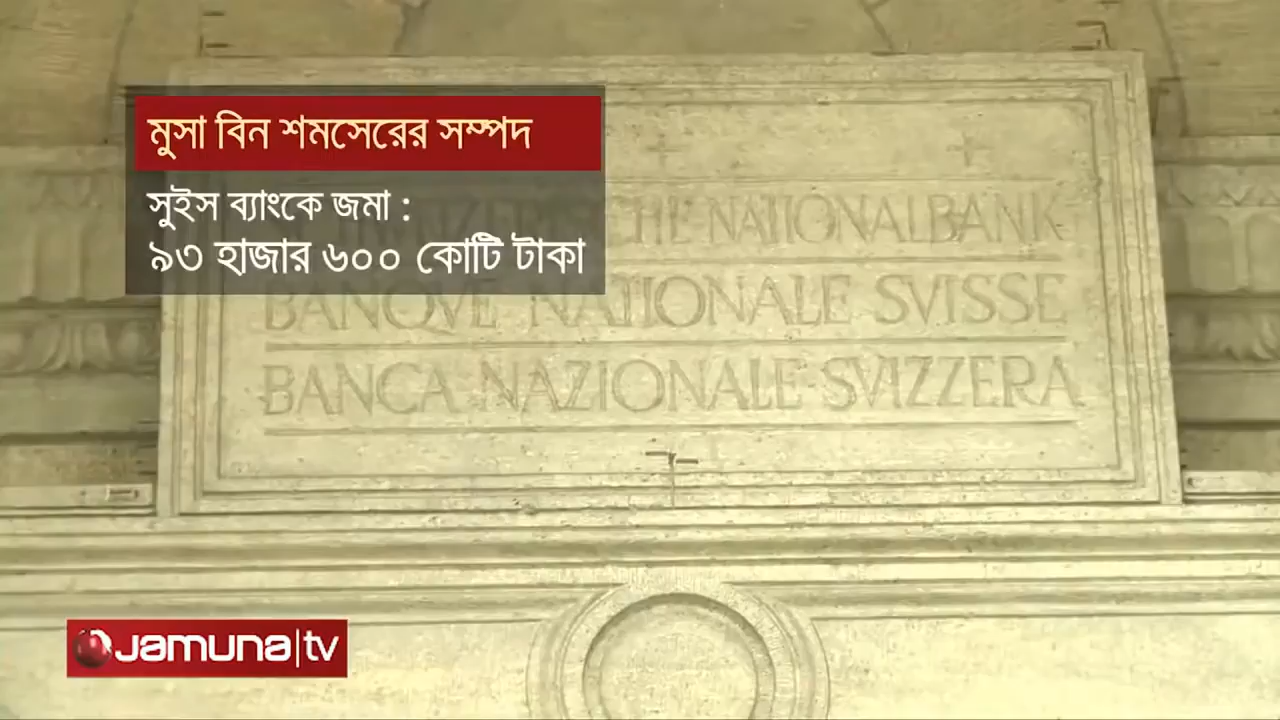 মুসা বিন শমসেরের সম্পদ
সুইস ব্যাংকে জমা :
৯৩ হাজার ৬০০ কোটি টাকা
NATIONALBANK
BANQVE NATIONALE SVISSE
BANCA NAZIONALE SVIZZERA
Jamuna|tv